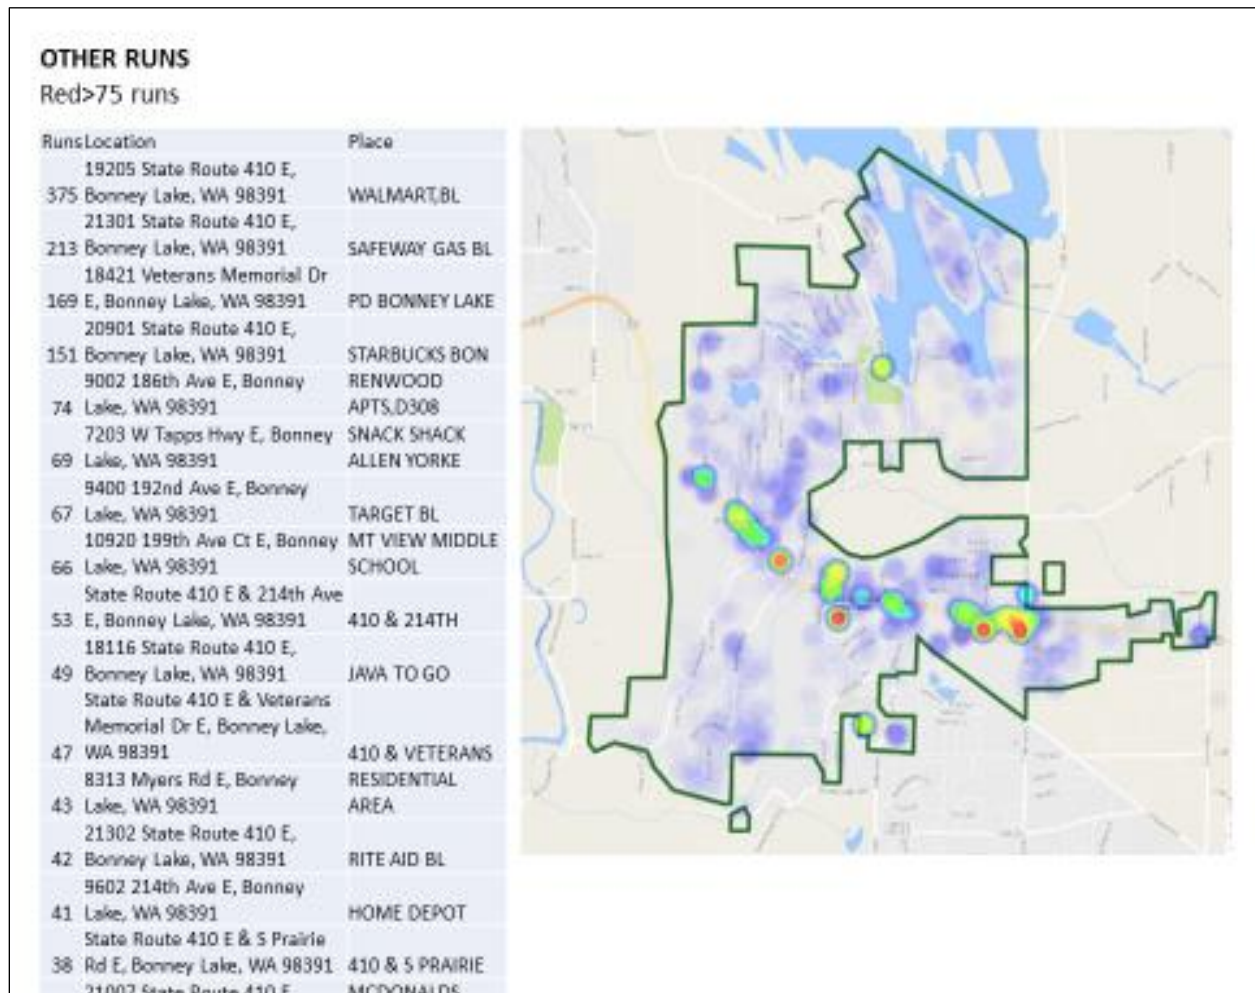 OTHER RUNS
Red>75 runs
Runs Location Place
19205 State Route 410 E,
375 Bonney Lake, WA 98391 WALMART,BL
21301 State Route 410 E,
213 Bonney Lake, WA 98391 SAFEWAY GAS BL
18421 Veterans Memorial Dr
169 E, Bonney Lake, WA 98391 PD BONNEY LAKE
20901 State Route 410 E,
151 Bonney Lake, WA 98391 STARBUCKS BON
9002 186th Ave E, Bonney RENWOOD
74 Lake, WA 98391 APTS,D308
7203 W Tapps Hwy E, Bonney SNACK SHACK
69 Lake, WA 98391 ALLEN YORKE
9400 192nd Ave E, Bonney
67 Lake, WA 98391 TARGET BL
10920 199th Ave Ct E, Bonney MT VIEW MIDDLE
66 Lake, WA 98391 SCHOOL
State Route 410 E & 214th Ave
53 E, Bonney Lake, WA 98391 410 & 214TH
18116 State Route 410 E,
49 Bonney Lake, WA 98391 JAVA TO GO
State Route 410 E & Veterans
Memorial Dr E, Bonney Lake,
47 WA 98391 410 & VETERANS
8313 Myers Rd E, Bonney RESIDENTIAL
43 Lake, WA 98391 AREA
21302 State Route 410 E,
42 Bonney Lake, WA 98391 RITE AID BL
9602 214th Ave E, Bonney
41 Lake, WA 98391 HOME DEPOT
State Route 410 E & S Prairie
38 Rd E, Bonney Lake, WA 98391 410 & S PRAIRIE
21007 State Route 410 E MCDONALDS